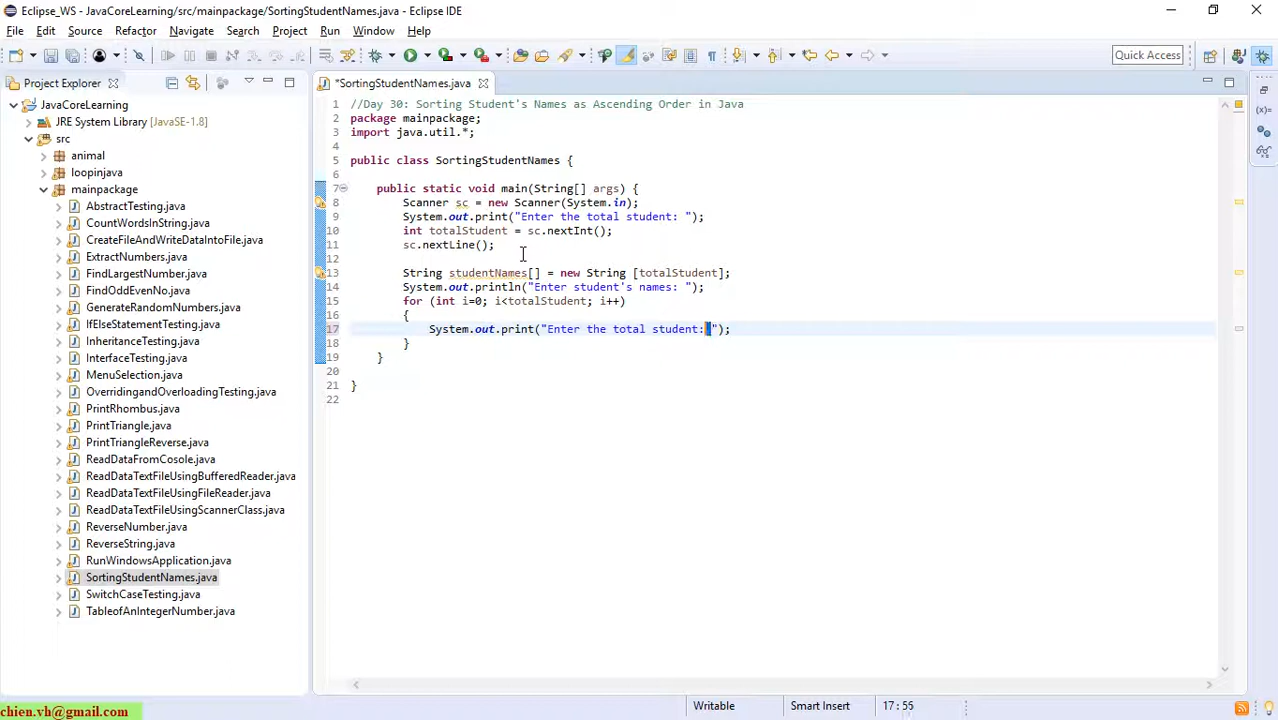 Eclipse_WS - JavaCoreLearning/src/mainpackage/SortingStudentNames.java - Eclipse IDE
File Edit Source Refactor Navigate Search Project Run Window Help
Quick Access
Project Explorer
*SortingStudentNames.java
JavaCoreLearning
JRE System Library [JavaSE-1.8]
src
animal
loopinjava
mainpackage
AbstractTesting.java
CountWordsInString.java
CreateFileAndWriteDataIntoFile.java
ExtractNumbers.java
FindLargestNumber.java
FindOddEvenNo.java
GenerateRandomNumbers.java
IfElseStatementTesting.java
InheritanceTesting.java
InterfaceTesting.java
MenuSelection.java
OverridingandOverloadingTesting.java
PrintRhombus.java
PrintTriangle.java
PrintTriangleReverse.java
ReadDataFromCosole.java
ReadDataTextFileUsingBufferedReader.java
ReadDataTextFileUsingFileReader.java
ReadDataTextFileUsingScannerClass.java
ReverseNumber.java
ReverseString.java
RunWindowsApplication.java
SortingStudentNames.java
SwitchCaseTesting.java
TableofAnIntegerNumber.java
1 //Day 30: Sorting Student's Names as Ascending Order in Java
2 package mainpackage;
3 import java.util.*;
4
5 public class SortingStudentNames {
6
7 public static void main(String[] args) {
8 Scanner sc = new Scanner(System.in);
9 System.out.print("Enter the total student: ");
10 int totalStudent = sc.nextInt();
11 sc.nextLine();
12
13 String studentNames[] = new String [totalStudent];
14 System.out.println("Enter student's names: ");
15 for (int i=0; i<totalStudent; i++)
16 {
17 System.out.print("Enter the total student: ");
18 }
19 }
20
21 }
22
Writable Smart Insert 17 : 55
chien.vh@gmail.com